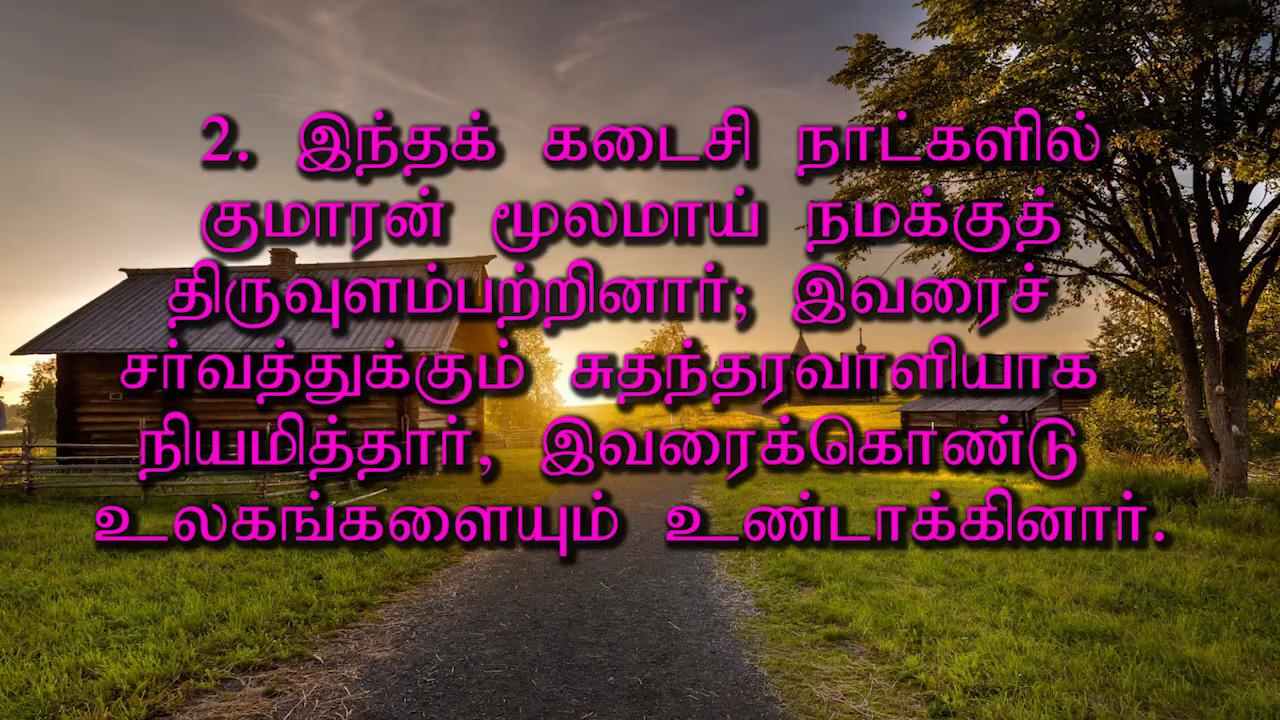 2. இந்தக் கடைசி நாட்களில்
குமாரன் மூலமாய் நமக்குத்
திருவுளம்பற்றினார்; இவரைச்
சர்வத்துக்கும் சுதந்தரவாளியாக
நியமித்தார், இவரைக்கொண்டு
உலகங்களையும் உண்டாக்கினார்.